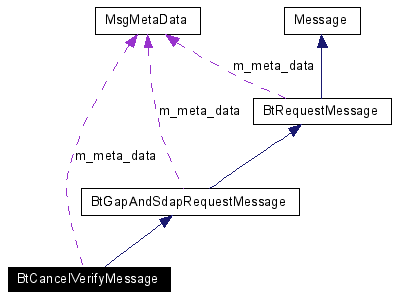 MsgMetaData
Message
m_meta_data
BtRequestMessage
m_meta_data
m_meta_data
BtGapAndSdapRequestMessage
BtCancelVerifyMessage